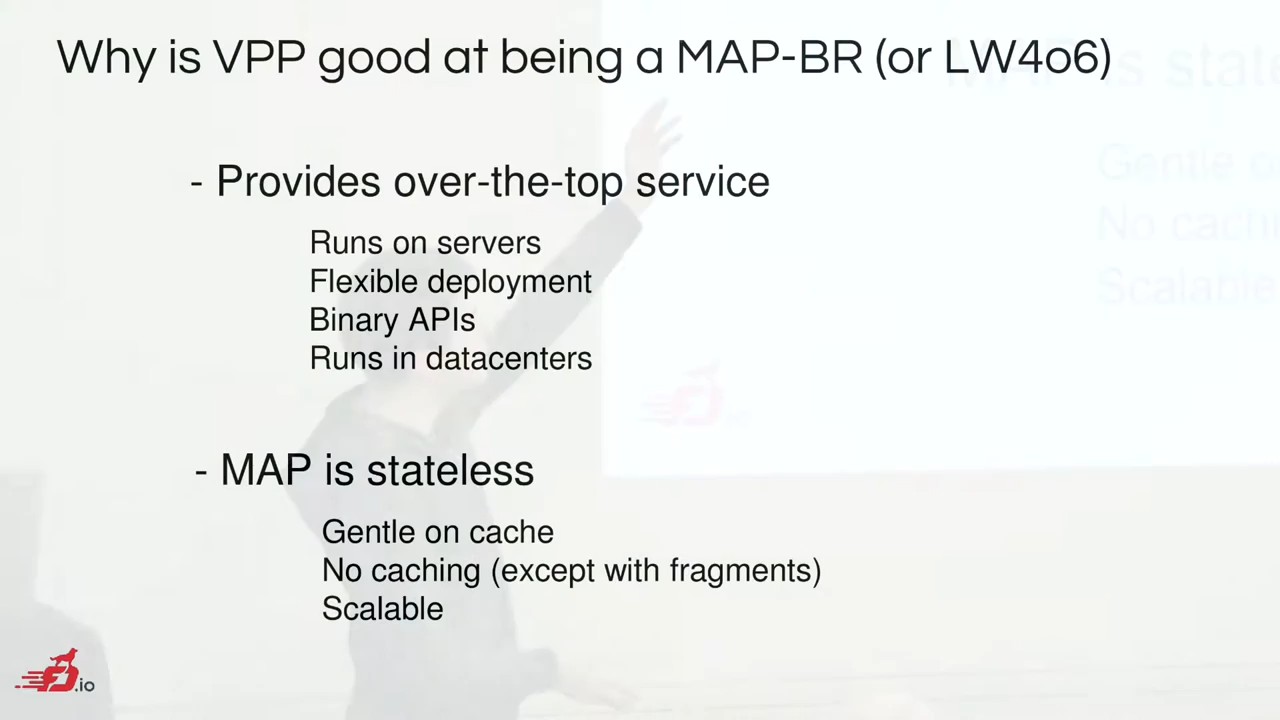 Why is VPP good at being a MAP-BR (or LW4o6)
- Provides over-the-top service
Runs on servers
Flexible deployment
Binary APIs
Runs in datacenters
- MAP is stateless
Gentle on cache
No caching (except with fragments)
Scalable
.io